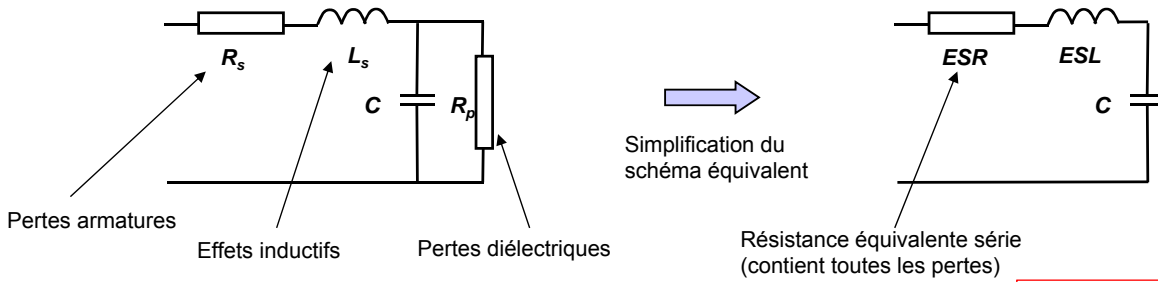 Rs
Ls
C
Rp
Pertes armatures
Effets inductifs
Pertes diélectriques
Simplification du
schéma équivalent
ESR
ESL
C
Résistance équivalente série
(contient toutes les pertes)